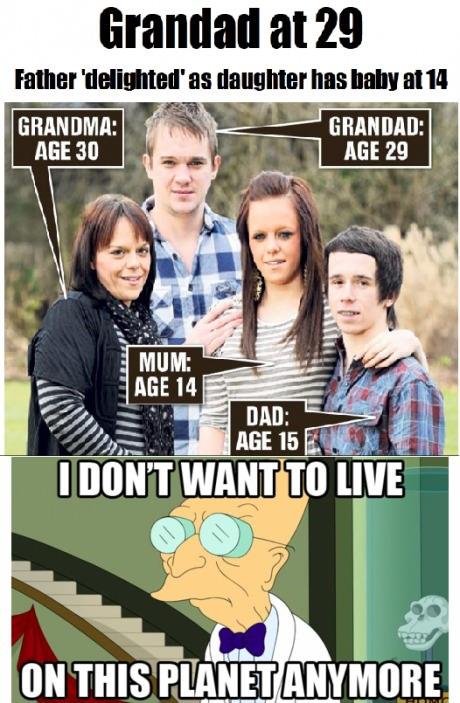 Grandad at 29
Father 'delighted' as daughter has baby at 14
GRANDMA:
AGE 30
GRANDAD:
AGE 29
MUM:
AGE 14
DAD:
AGE 15
I DON'T WANT TO LIVE
ON THIS PLANET ANYMORE